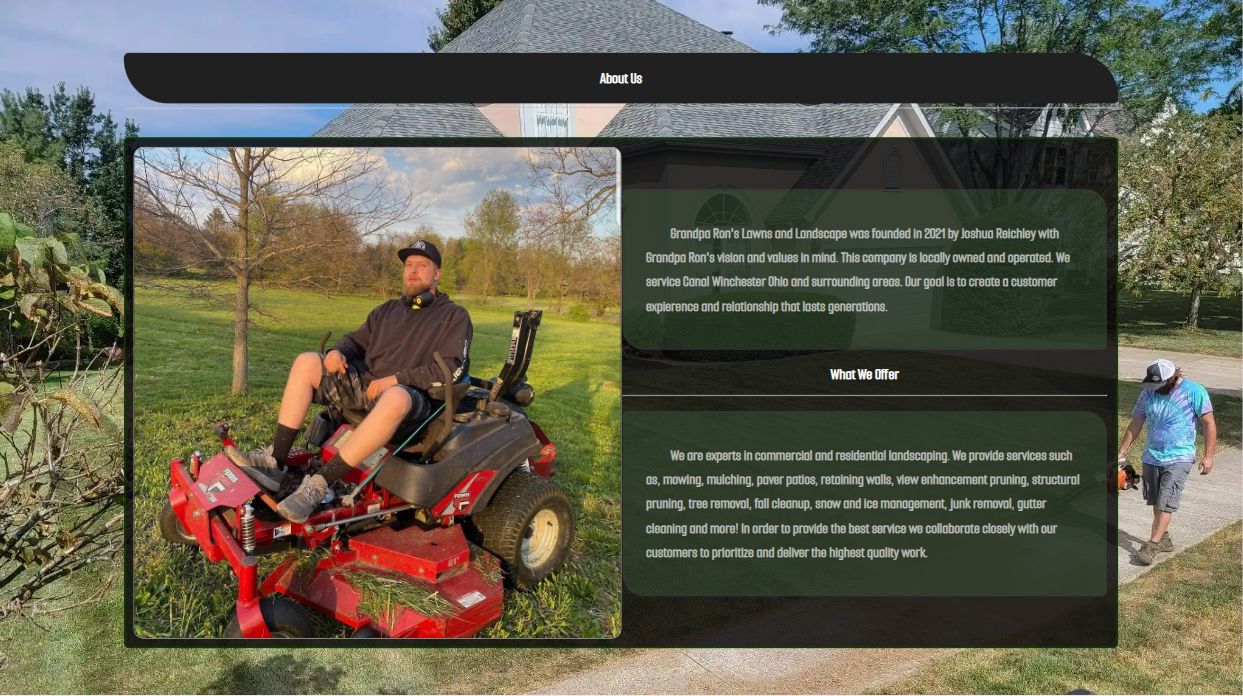 About Us
Grandpa Ron's Lawns and Landscape was founded in 2021 by Joshua Reichley with
Grandpa Ron's vision and values in mind. This company is locally owned and operated. We
service Canal Winchester Ohio and surrounding areas. Our goal is to create a customer
expierence and relationship that lasts generations.
What We Offer
We are experts in commercial and residential landscaping. We provide services such
as, mowing, mulching, paver patios, retaining walls, view enhancement pruning, structural
pruning, tree removal, fall cleanup, snow and ice management, junk removal, gutter
cleaning and more! In order to provide the best service we collaborate closely with our
customers to prioritize and deliver the highest quality work.
FERRIS
61"